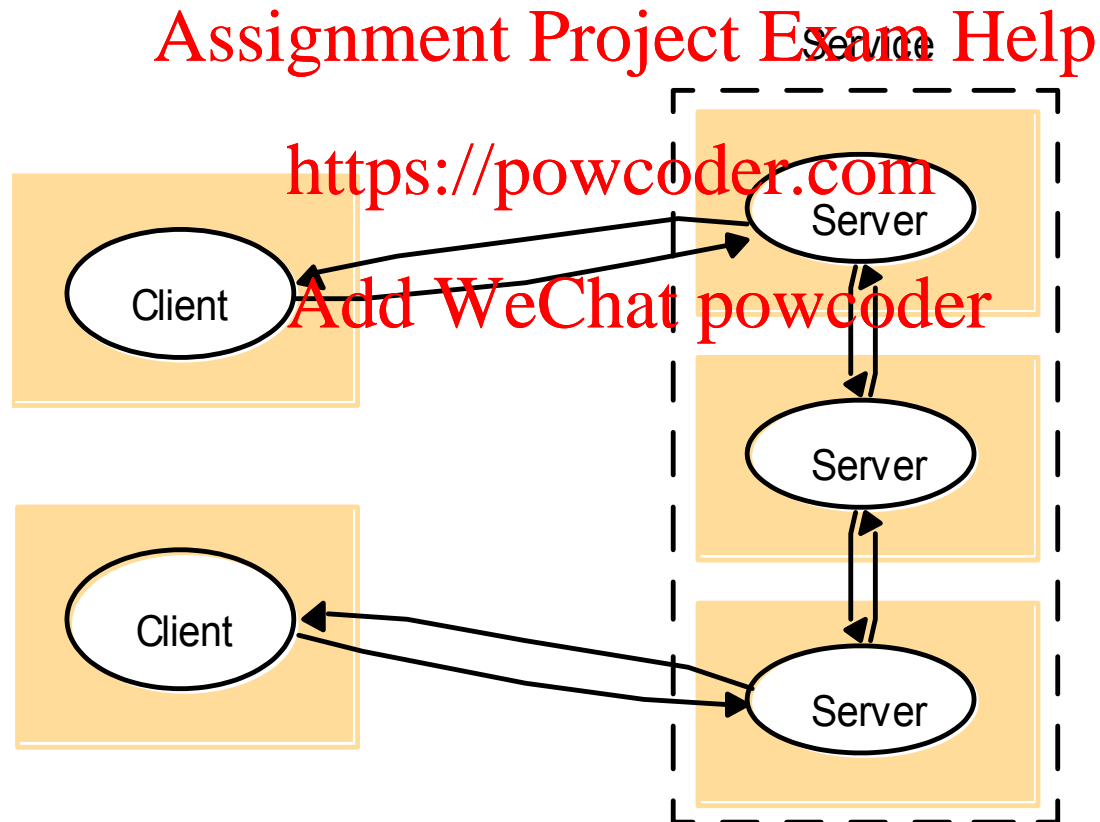 Assignment Project Exam Help
Service
https://powcoder.com
Server
Client
Add WeChat powcoder
Server
Client
Server